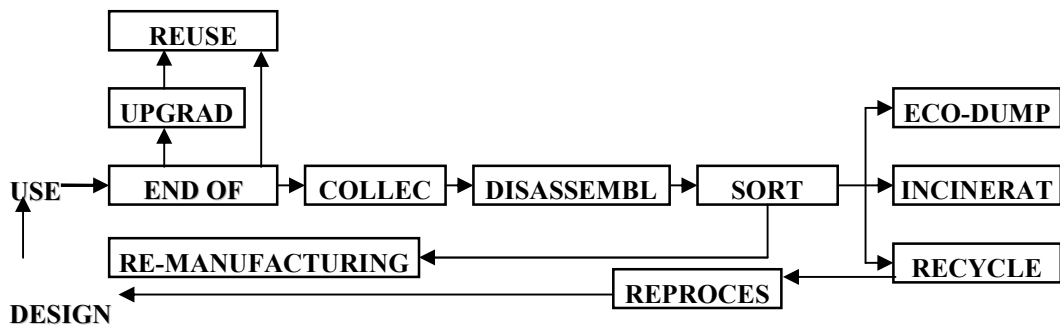 REUSE
UPGRAD
ECO-DUMP
USE
END OF
COLLEC
DISASSEMBL
SORT
INCINERAT
RE-MANUFACTURING
RECYCLE
REPROCES
DESIGN